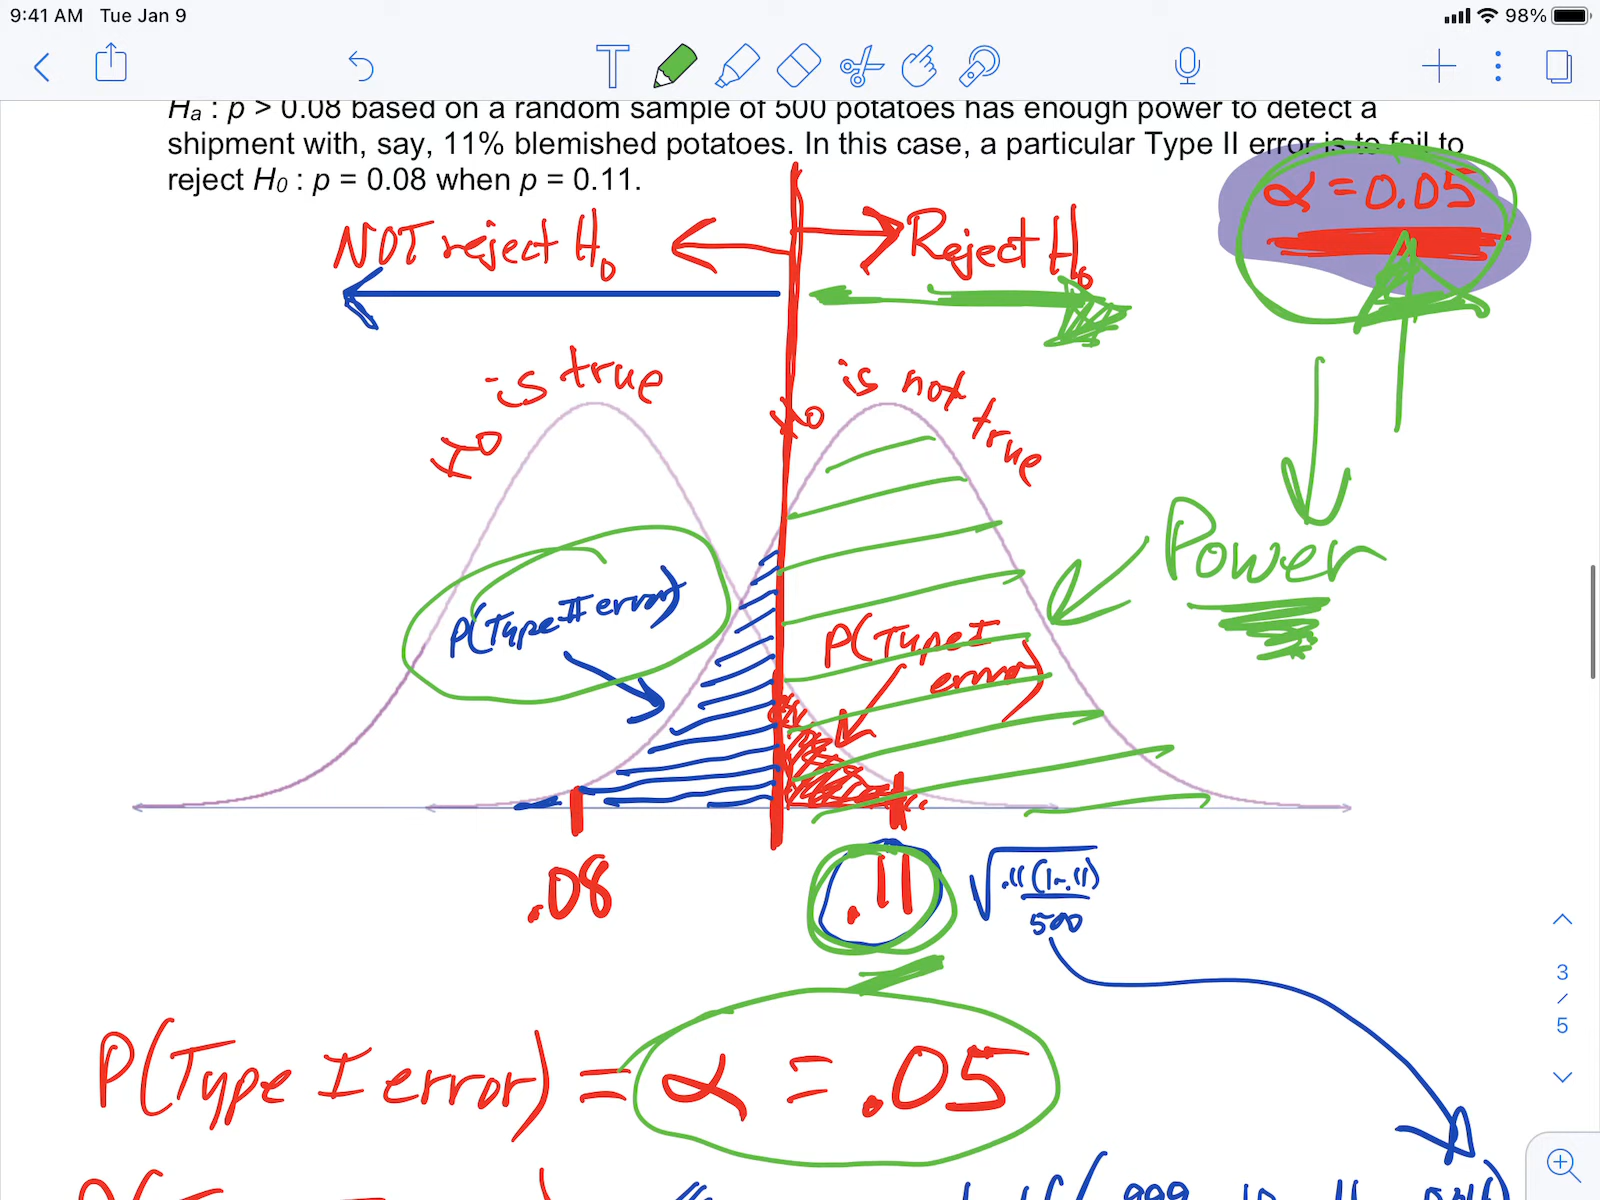 9:41 AM Tue Jan 9
98%
Hₐ : p > 0.08 based on a random sample of 500 potatoes has enough power to detect a
shipment with, say, 11% blemished potatoes. In this case, a particular Type II error is to fail to
reject H₀ : p = 0.08 when p = 0.11.
α = 0.05
NOT reject H₀
Reject H₀
H₀ is true
H₀ is not true
Power
P(Type II error)
P(Type I
error)
.08
.11
√.11(1-.11)
500
3
/
5
P(Type I error) = α = .05